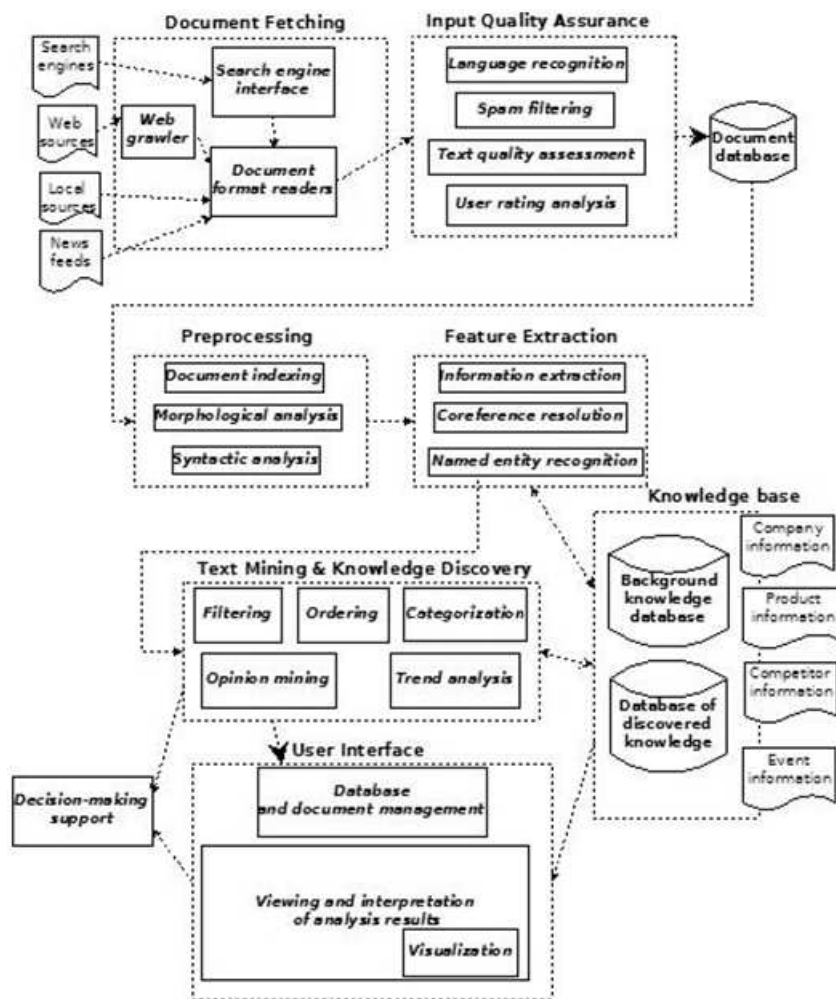 Document Fetching
Input Quality Assurance
Search
engines
Search engine
interface
Language recognition
Spam filtering
Web
sources
Web
grawler
Document
database
Text quality assessment
Document
format readers
Local
sources
User rating analysis
News
feeds
Preprocessing
Feature Extraction
Document indexing
Information extraction
Morphological analysis
Coreference resolution
Syntactic analysis
Named entity recognition
Knowledge base
Company
information
Text Mining & Knowledge Discovery
Background
knowledge
database
Filtering
Ordering
Categorization
Product
information
Opinion mining
Trend analysis
Competitor
information
Database of
discovered
knowledge
User Interface
Event
information
Decision-making
support
Database
and document management
Viewing and interpretation
of analysis results
Visualization